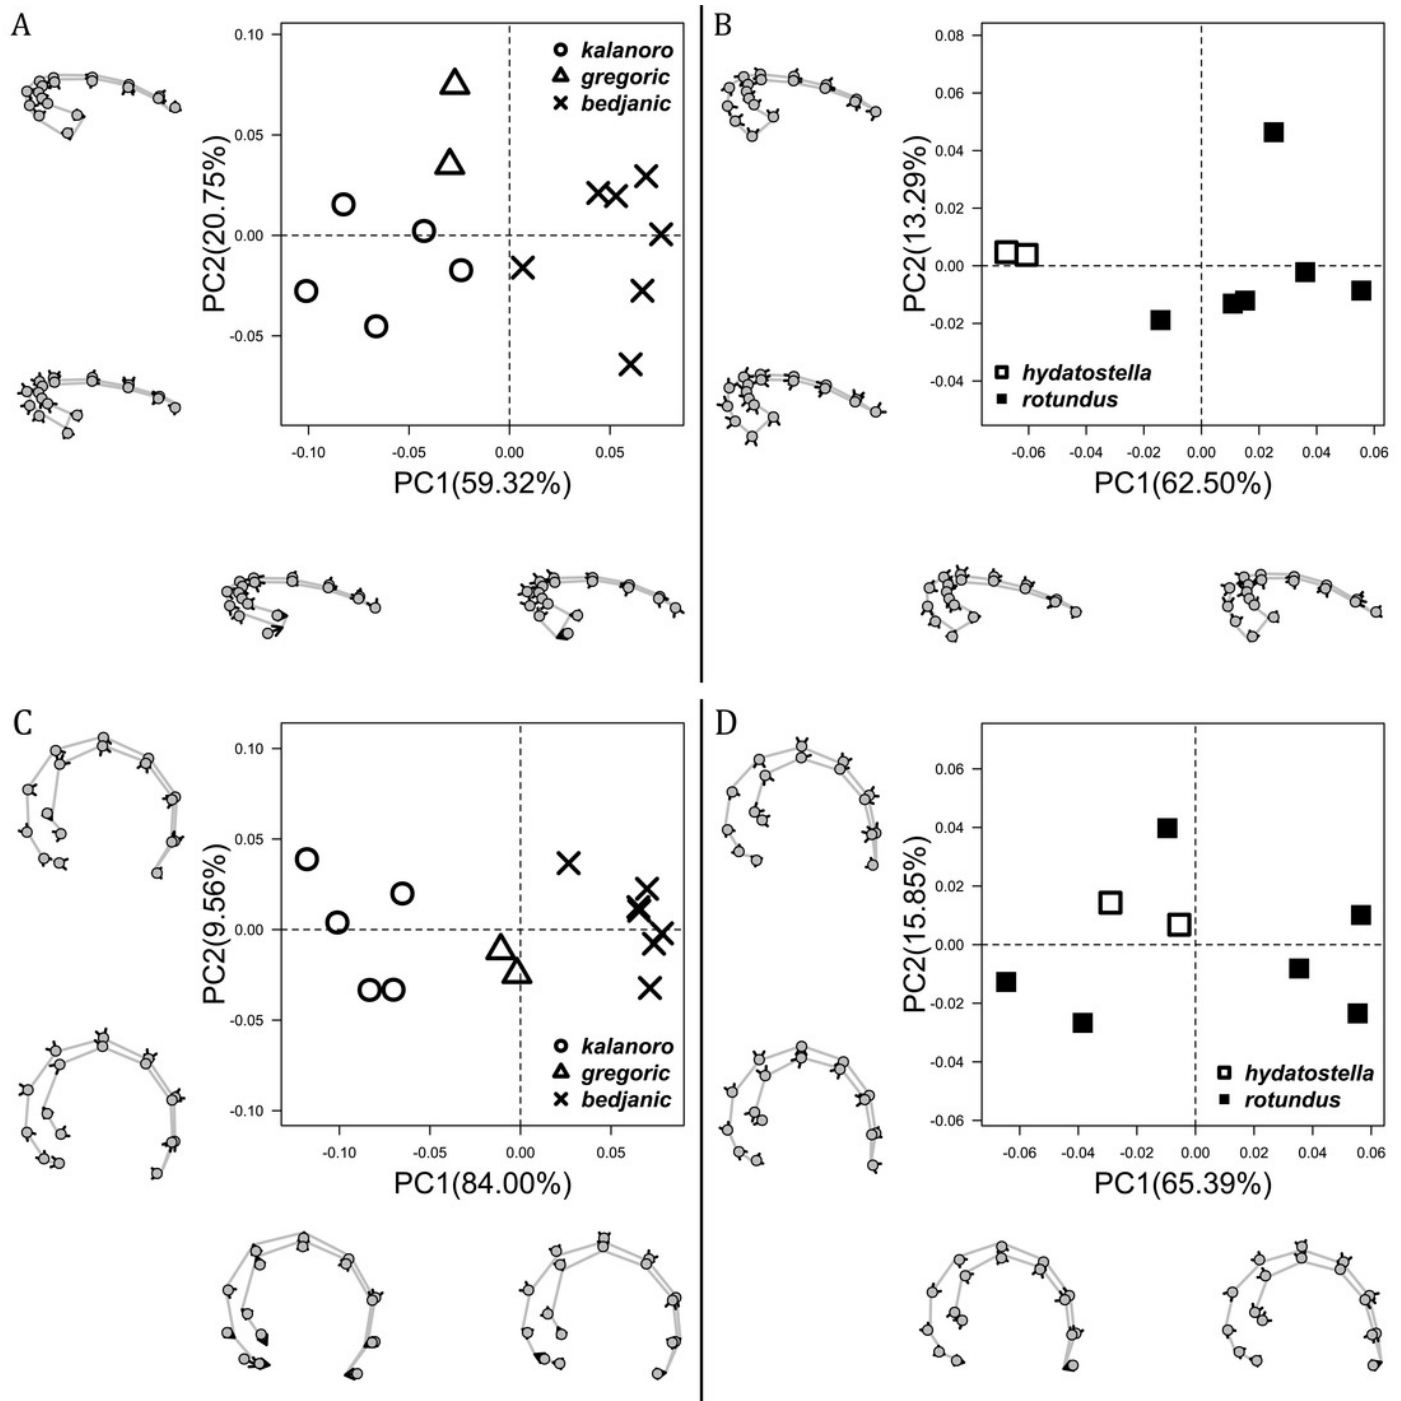 A
0.10
0.05
0.00
-0.05
PC2(20.75%)
kalanoro
gregoric
bedjanic
-0.10
-0.05
0.00
0.05
PC1(59.32%)
B
0.08
0.06
0.04
0.02
0.00
-0.02
-0.04
PC2(13.29%)
hydatostella
rotundus
-0.06
-0.04
-0.02
0.00
0.02
0.04
0.06
PC1(62.50%)
C
0.10
0.05
0.00
-0.05
-0.10
PC2(9.56%)
kalanoro
gregoric
bedjanic
-0.10
-0.05
0.00
0.05
PC1(84.00%)
D
0.06
0.04
0.02
0.00
-0.02
-0.04
-0.06
PC2(15.85%)
hydatostella
rotundus
-0.06
-0.04
-0.02
0.00
0.02
0.04
0.06
PC1(65.39%)